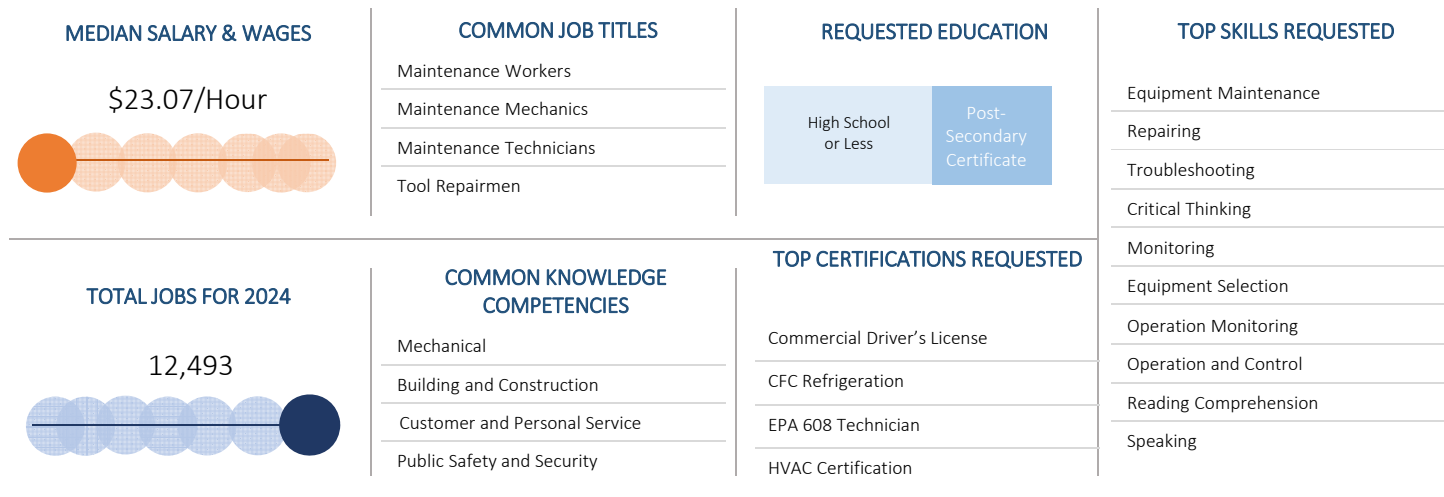 MEDIAN SALARY & WAGES
$23.07/Hour
COMMON JOB TITLES
Maintenance Workers
Maintenance Mechanics
Maintenance Technicians
Tool Repairmen
REQUESTED EDUCATION
High School
or Less
Post-
Secondary
Certificate
TOP SKILLS REQUESTED
Equipment Maintenance
Repairing
Troubleshooting
Critical Thinking
Monitoring
Equipment Selection
Operation Monitoring
Operation and Control
Reading Comprehension
Speaking
TOTAL JOBS FOR 2024
12,493
COMMON KNOWLEDGE
COMPETENCIES
Mechanical
Building and Construction
Customer and Personal Service
Public Safety and Security
TOP CERTIFICATIONS REQUESTED
Commercial Driver’s License
CFC Refrigeration
EPA 608 Technician
HVAC Certification